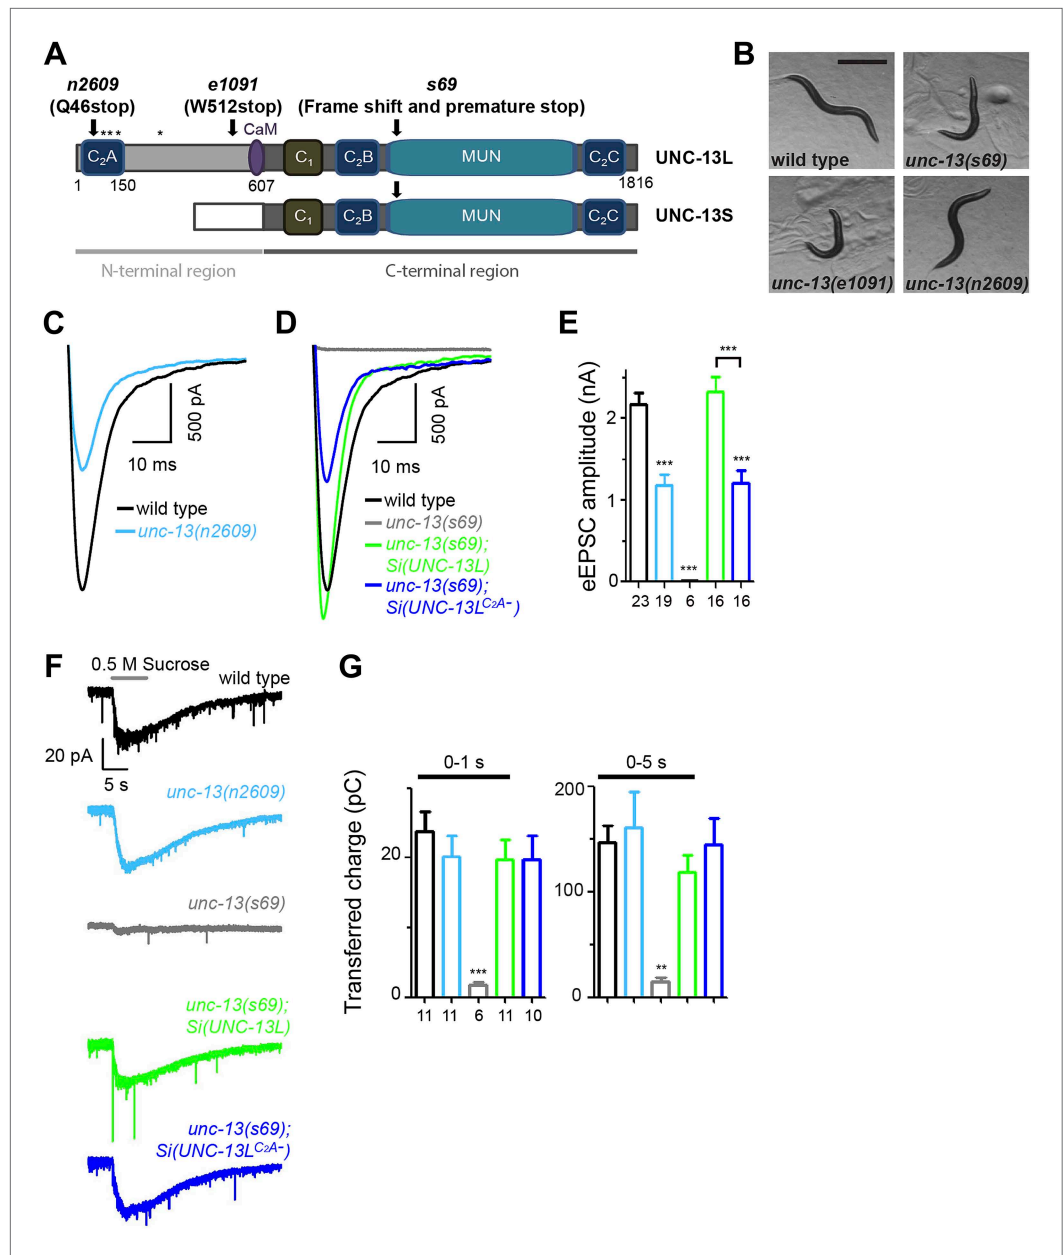 A
n2609
(Q46stop)
e1091
(W512stop)
s69
(Frame shift and premature stop)
*** *
CaM
C2A C1 C2B MUN C2C UNC-13L
1 150 607 1816
C1 C2B MUN C2C UNC-13S
N-terminal region C-terminal region
B
wild type
unc-13(s69)
unc-13(e1091)
unc-13(n2609)
C
500 pA
10 ms
wild type
unc-13(n2609)
D
500 pA
10 ms
wild type
unc-13(s69)
unc-13(s69);
Si(UNC-13L)
unc-13(s69);
Si(UNC-13L^C₂A-)
E
eEPSC amplitude (nA)
2
1
0
***
***
***
***
23 19 6 16 16
F
0.5 M Sucrose
wild type
20 pA
5 s
unc-13(n2609)
unc-13(s69)
unc-13(s69);
Si(UNC-13L)
unc-13(s69);
Si(UNC-13L^C₂A-)
G
Transferred charge (pC)
0-1 s
20
0
***
11 11 6 11 10
0-5 s
200
100
0
**